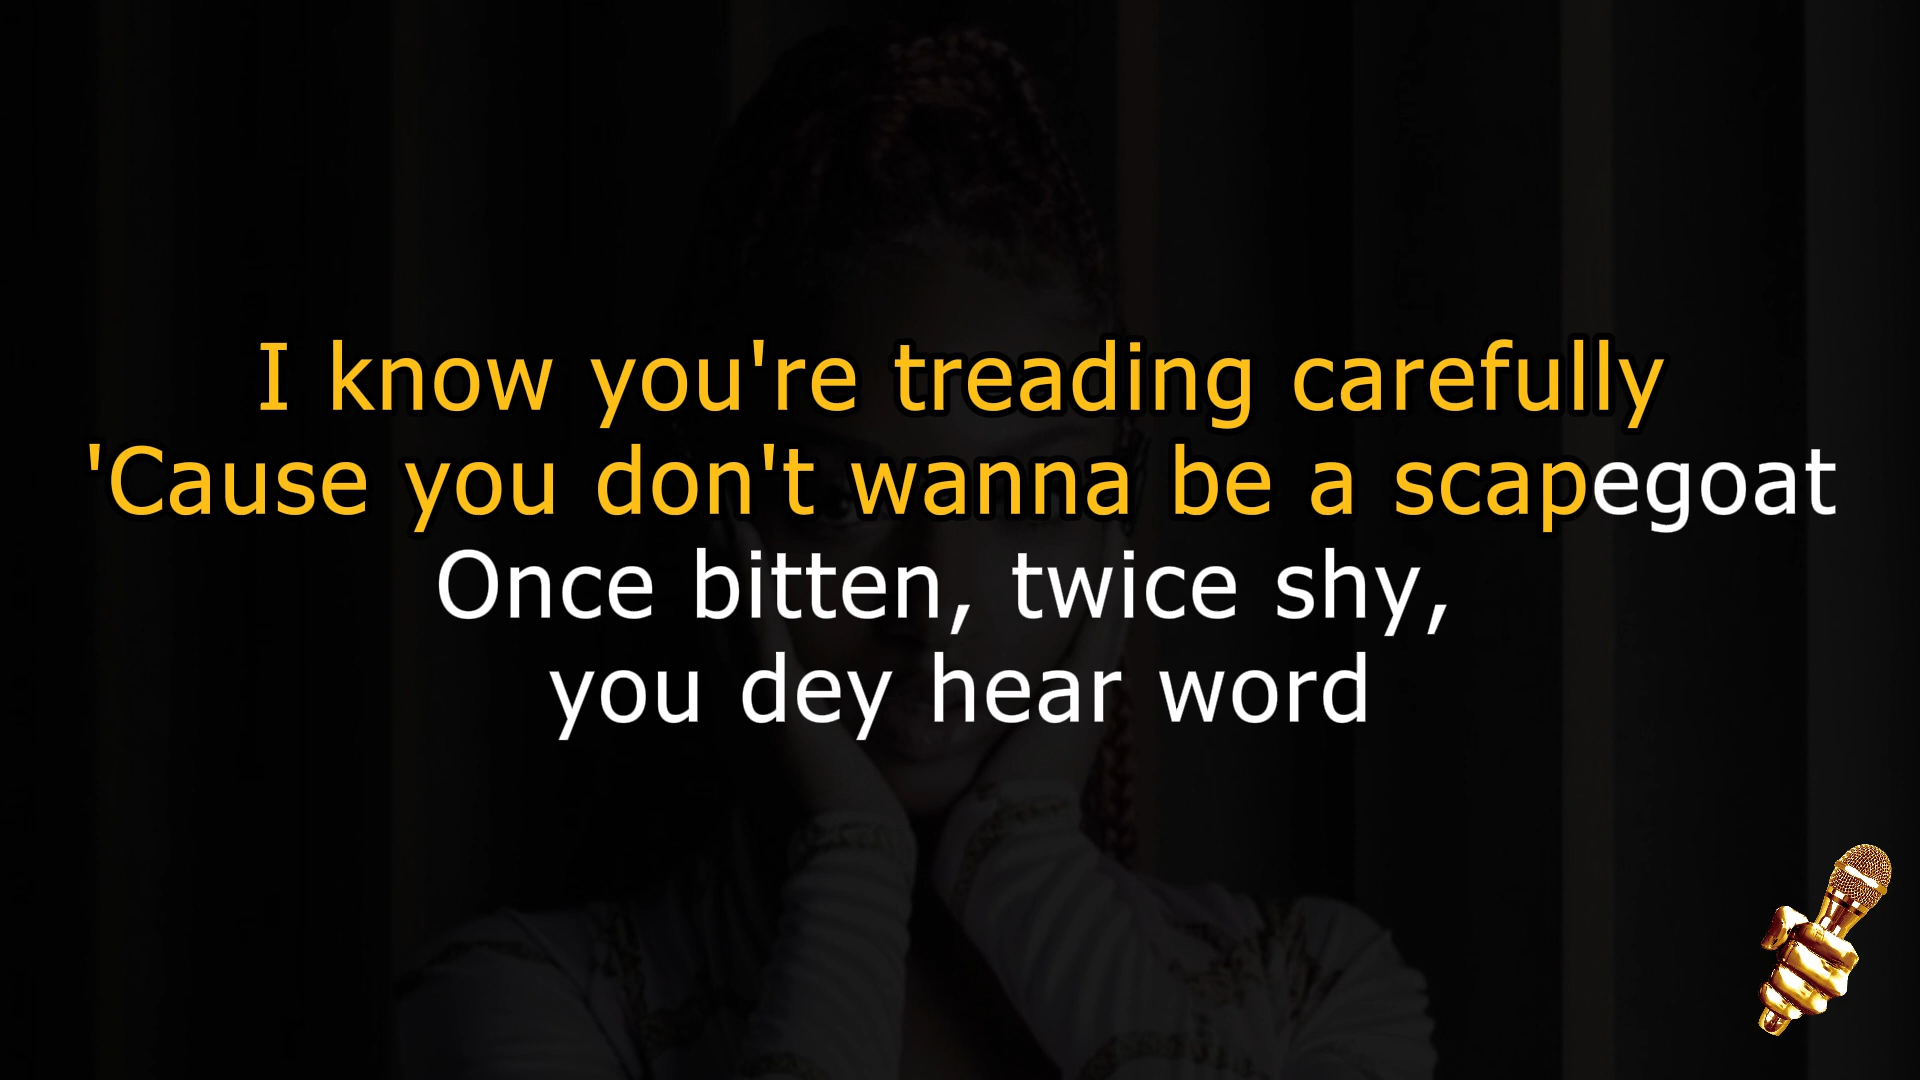 I know you're treading carefully
'Cause you don't wanna be a scapegoat
Once bitten, twice shy,
you dey hear word